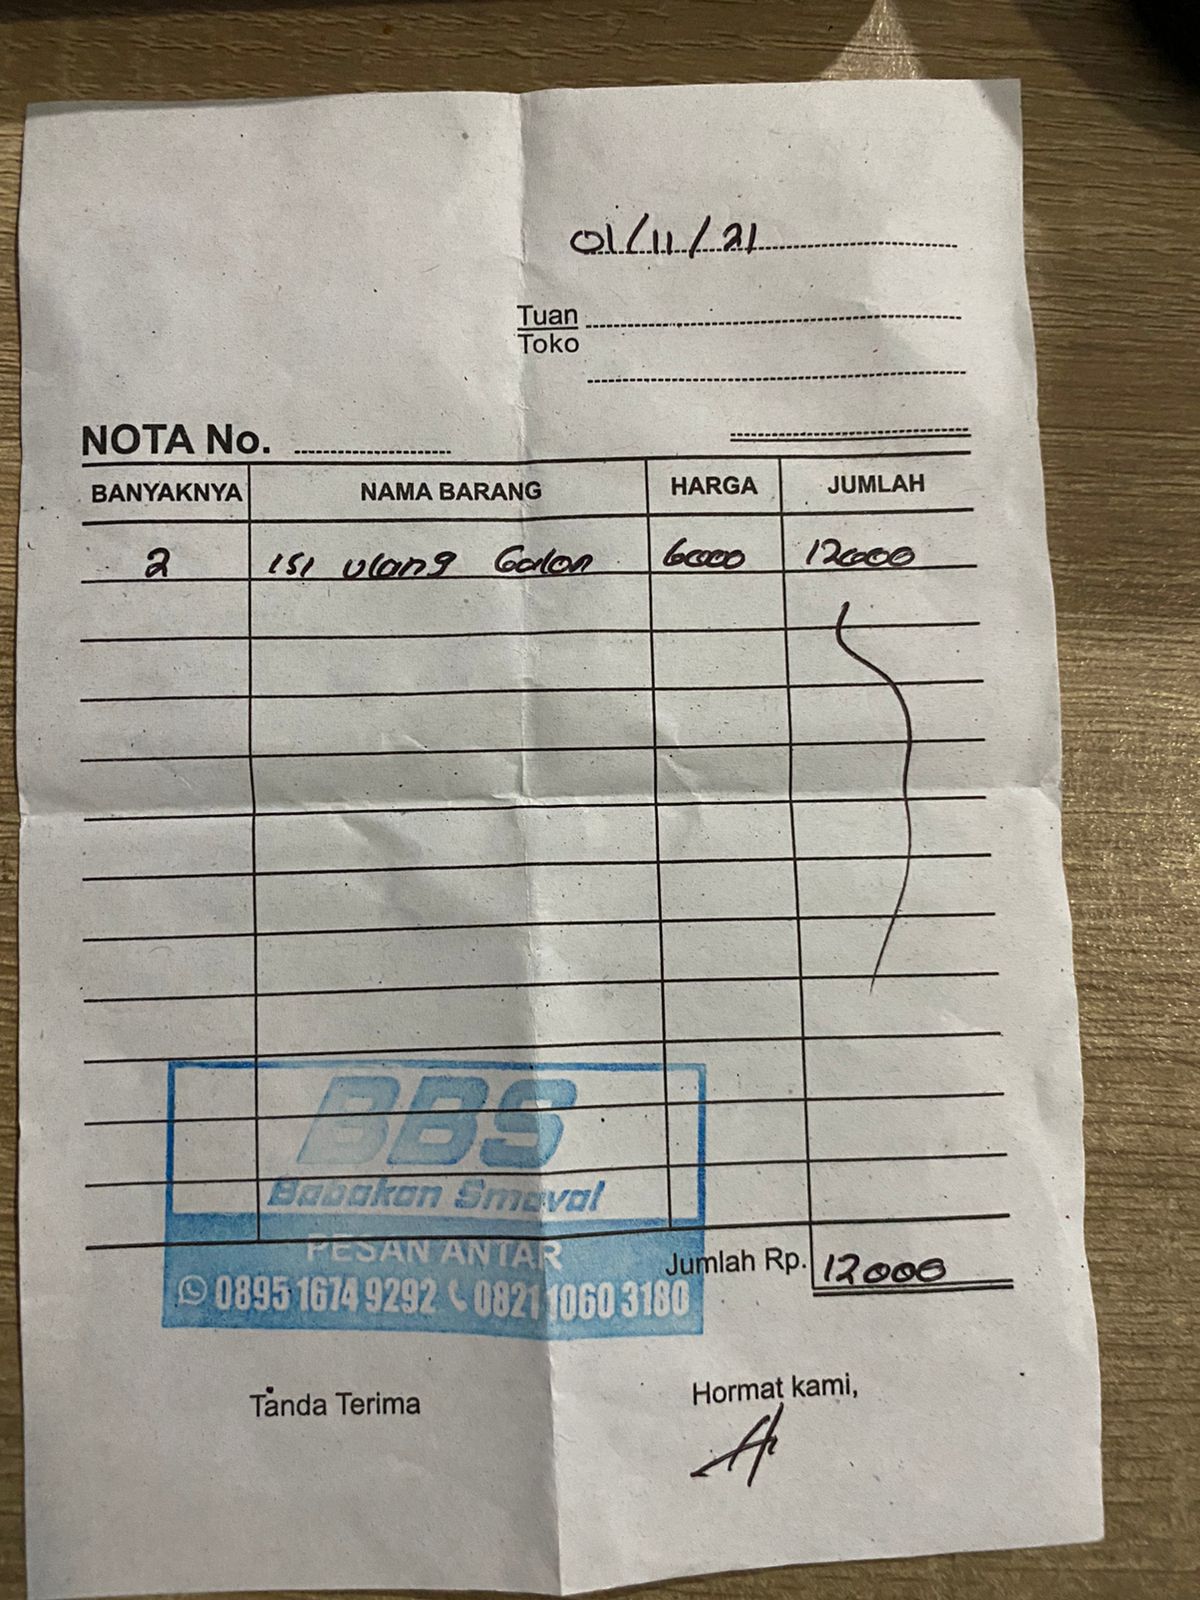 01/11/21
Tuan
Toko
NOTA No.
BANYAKNYA NAMA BARANG HARGA JUMLAH
2 Isi ulang Galon 6000 12000
BBS
Babakan Smaval
PESAN ANTAR
0895 1674 9292 0821 1060 3180
Jumlah Rp. 12000
Tanda Terima
Hormat kami,